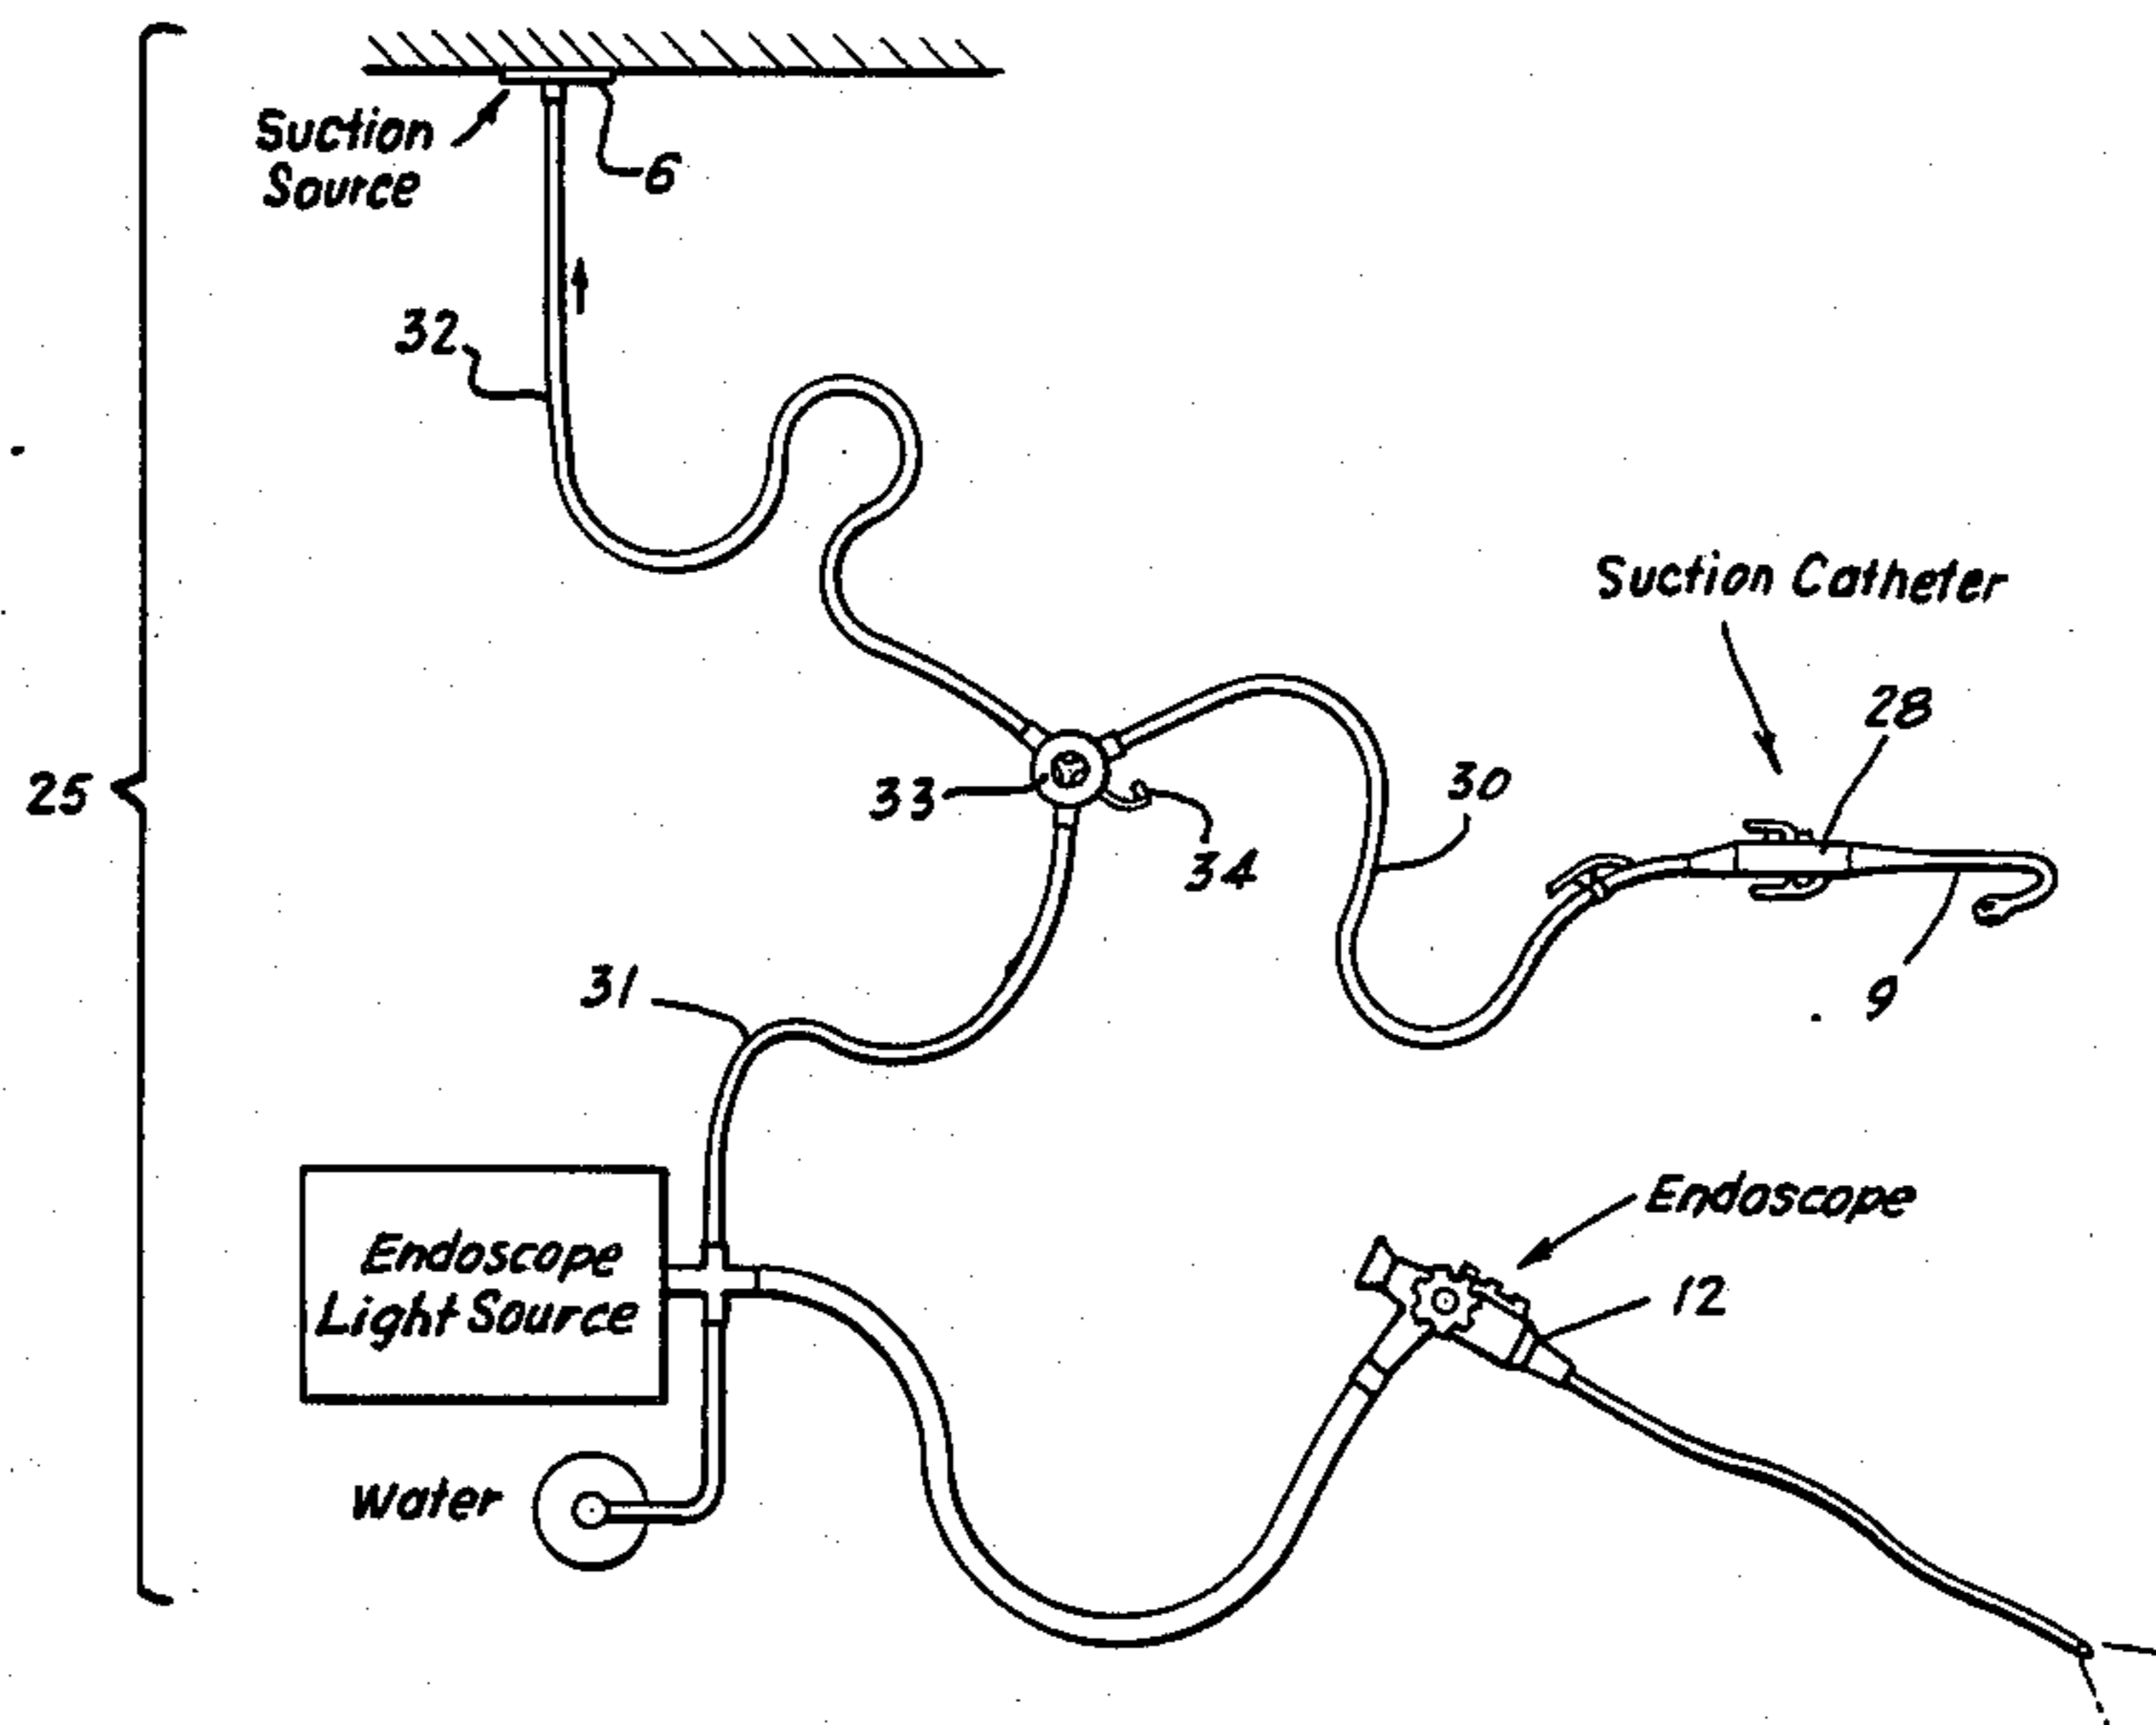 Suction
Source
6
32
Suction Catheter
28
25
33
34
30
9
31
Endoscope
12
Endoscope
Light Source
Water